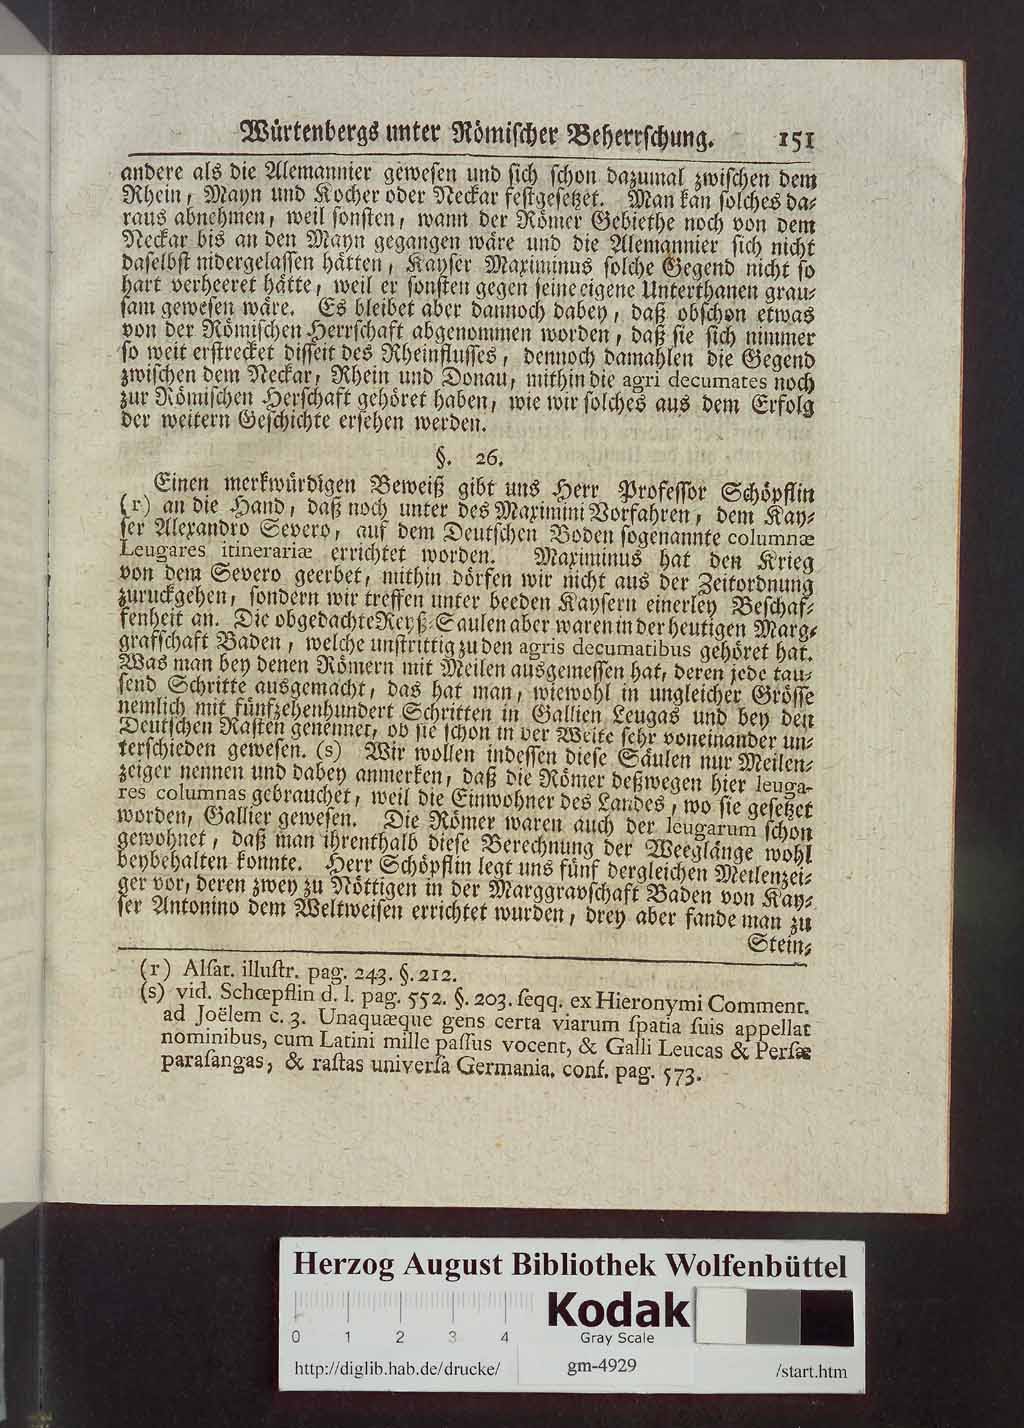 Würtenbergs unter Römischer Beherrschung. 151
andere als die Alemannier gewesen und sich schon dazumal zwischen dem
Rhein, Mayn und Kocher oder Neckar festgesetzet. Man kan solches da-
raus abnehmen, weil sonsten, wann der Römer Gebiethe noch von dem
Neckar bis an den Mayn gegangen wäre und die Alemannier sich nicht
daselbst nidergelassen hätten, Kayser Maximinus solche Gegend nicht so
hart verheeret hätte, weil er sonsten gegen seine eigene Unterthanen grau-
sam gewesen wäre. Es bleibet aber dannoch dabey, daß obschon etwas
von der Römischen Herrschaft abgenommen worden, daß sie sich nimmer
so weit erstrecket disseit des Rheinflusses, dennoch damahlen die Gegend
zwischen dem Neckar, Rhein und Donau, mithin die agri decumates noch
zur Römischen Herschaft gehöret haben, wie wir solches aus dem Erfolg
der weitern Geschichte ersehen werden.
§. 26.
Einen merkwürdigen Beweiß gibt uns Herr Professor Schöpflin
(r) an die Hand, daß noch unter des Maximini Vorfahren, dem Kay-
ser Alexandro Severo, auf dem Deutschen Boden sogenannte columnæ
Leugares itinerariæ errichtet worden. Maximinus hat den Krieg
von dem Severo geerbet, mithin dörfen wir nicht aus der Zeitordnung
zuruckgehen, sondern wir treffen unter beeden Kaysern einerley Beschaf-
fenheit an. Die obgedachte Reyß-Säulen aber waren in der heutigen Marg-
grafschaft Baden, welche unstrittig zu den agris decumatibus gehöret hat.
Was man bey denen Römern mit Meilen ausgemessen hat, deren jede tau-
send Schritte ausgemacht, das hat man, wiewohl in ungleicher Grösse
nemlich mit fünfzehenhundert Schritten in Gallien Leugas und bey den
Deutschen Rasten genennet, ob sie schon in der Weite sehr voneinander un-
terschieden gewesen. (s) Wir wollen indessen diese Säulen nur Meilen-
zeiger nennen und dabey anmerken, daß die Römer deßwegen hier leuga-
res columnas gebrauchet, weil die Einwohner des Landes, wo sie gesetzet
worden, Gallier gewesen. Die Römer waren auch der leugarum schon
gewohnet, daß man ihrenthalb diese Berechnung der Weeglänge wohl
beybehalten konnte. Herr Schöpflin legt uns fünf dergleichen Meilenzei-
ger vor, deren zwey zu Nöttigen in der Marggravschaft Baden von Kay-
ser Antonino dem Weltweisen errichtet wurden, drey aber fande man zu
Stein-
(r) Alsat. illustr. pag. 243. §. 212.
(s) vid. Schœpflin d. l. pag. 552. §. 203. seqq. ex Hieronymi Comment.
ad Joëlem c. 3. Unaquæque gens certa viarum spatia suis appellat
nominibus, cum Latini mille passus vocent, & Galli Leucas & Persæ
parasangas, & rastas universa Germania. conf. pag. 573.
Herzog August Bibliothek Wolfenbüttel
0 1 2 3 4
Kodak
Gray Scale
http://diglib.hab.de/drucke/ gm-4929 /start.htm